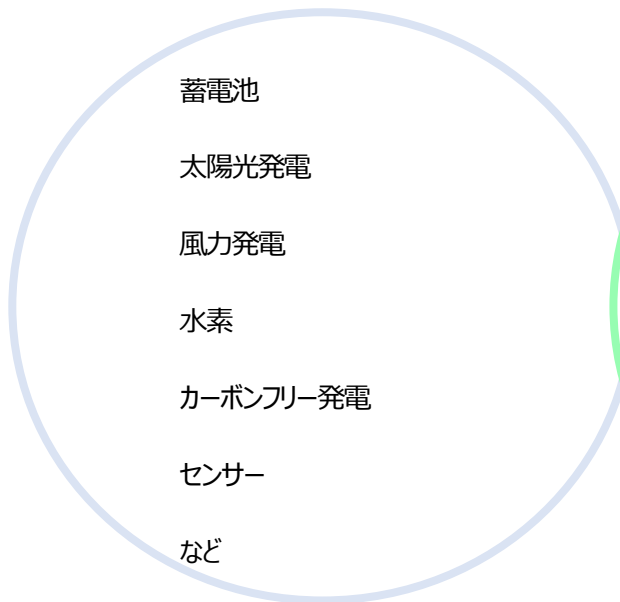 蓄電池
太陽光発電
風力発電
水素
カーボンフリー発電
センサー
など